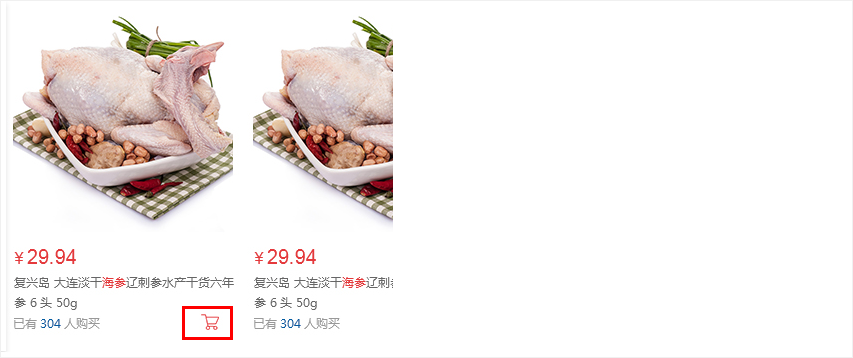 ¥29.94
复兴岛 大连淡干海参辽刺参水产干货六年
参 6 头 50g
已有 304 人购买
¥29.94
复兴岛 大连淡干海参辽刺
参 6 头 50g
已有 304 人购买